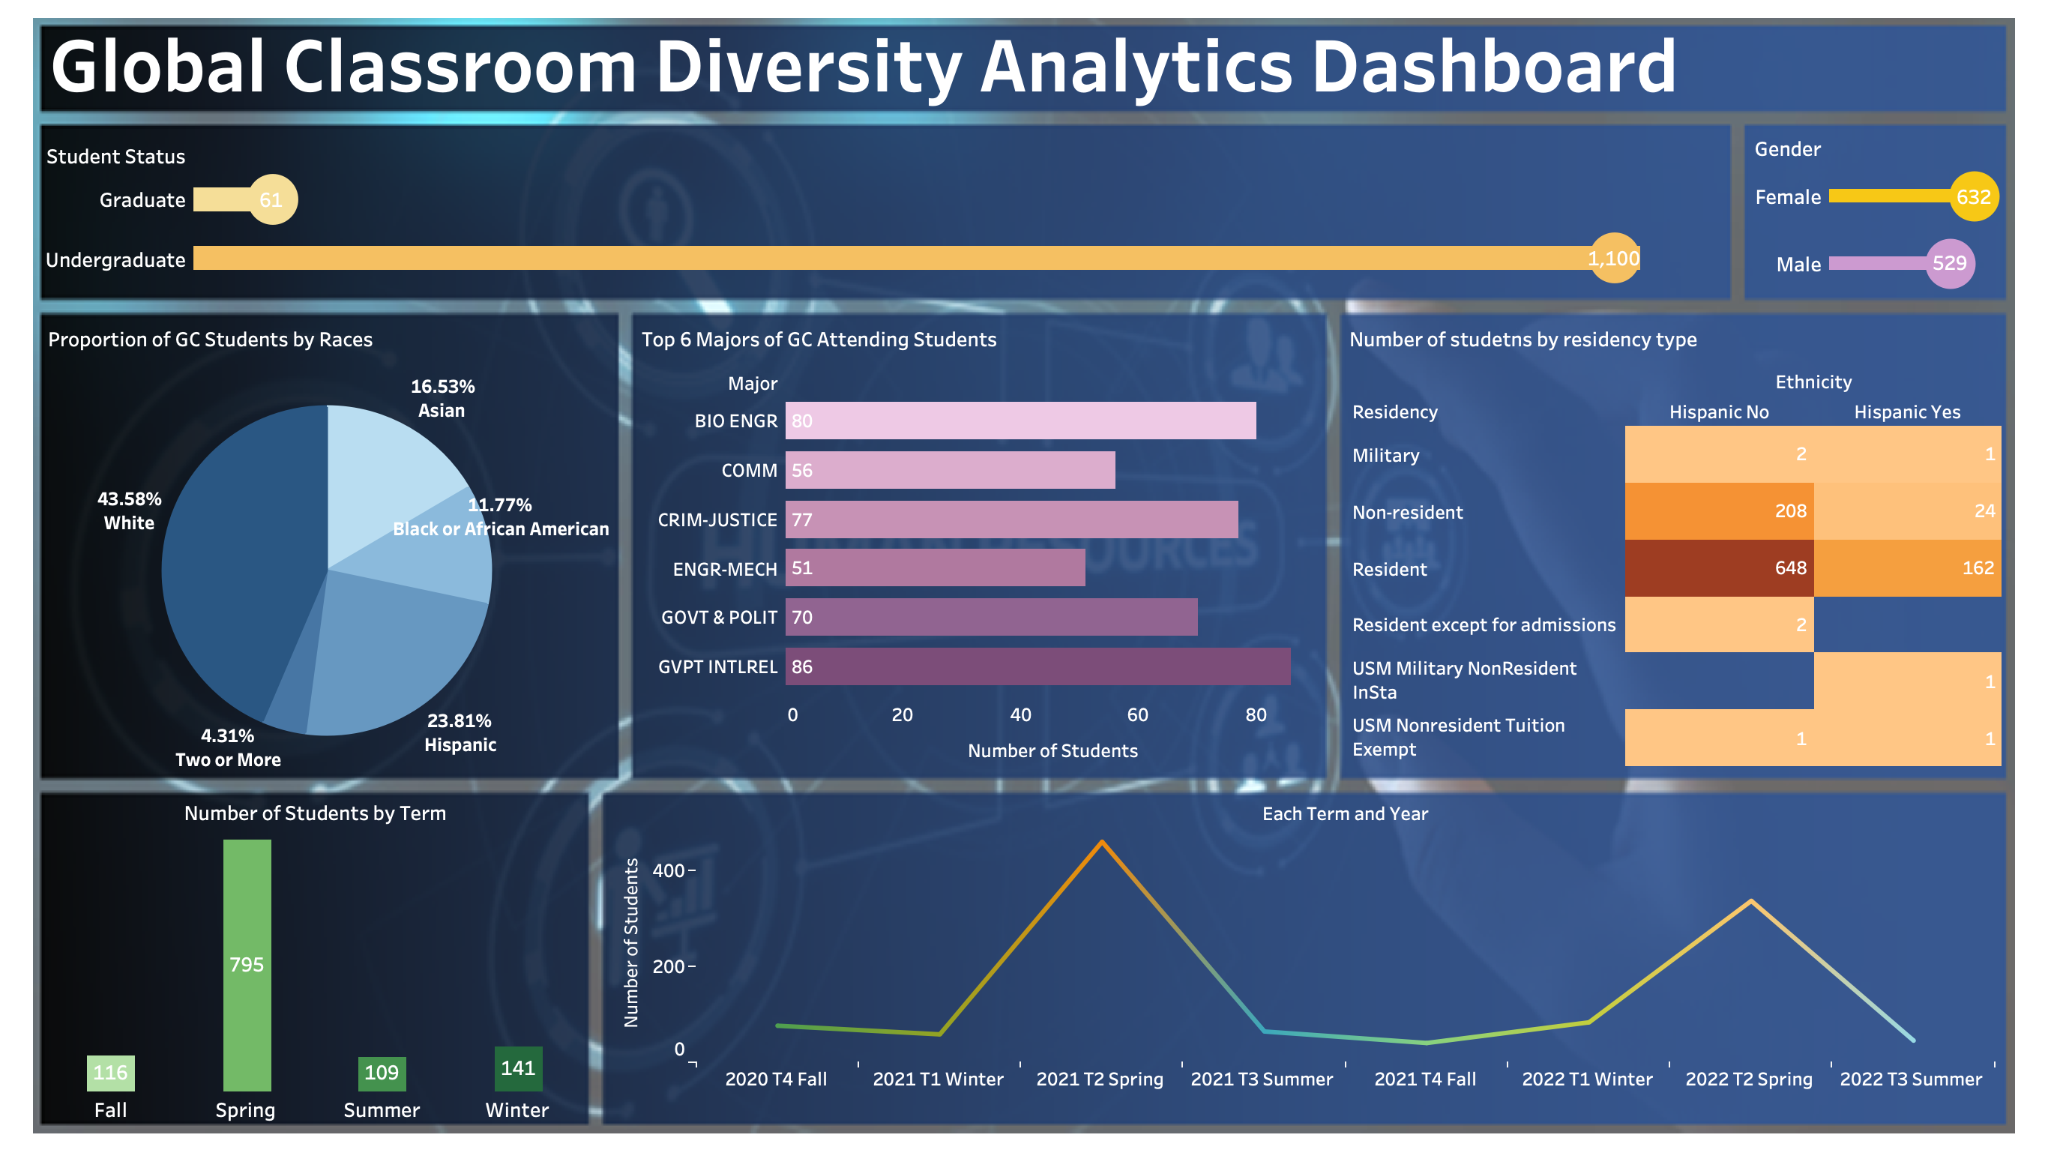 Global Classroom Diversity Analytics Dashboard
Student Status
Graduate 61
Undergraduate 1,100
Gender
Female 632
Male 529
Proportion of GC Students by Races
16.53%
Asian
11.77%
Black or African American
43.58%
White
23.81%
Hispanic
4.31%
Two or More
Top 6 Majors of GC Attending Students
Major
BIO ENGR 80
COMM 56
CRIM-JUSTICE 77
ENGR-MECH 51
GOVT & POLIT 70
GVPT INTLREL 86
0 20 40 60 80
Number of Students
Number of studetns by residency type
Ethnicity
Residency Hispanic No Hispanic Yes
Military 2 1
Non-resident 208 24
Resident 648 162
Resident except for admissions 2
USM Military NonResident
InSta 1
USM Nonresident Tuition
Exempt 1 1
HUMAN RESOURCES
Number of Students by Term
795
116 109 141
Fall Spring Summer Winter
Each Term and Year
Number of Students
400
200
0
2020 T4 Fall 2021 T1 Winter 2021 T2 Spring 2021 T3 Summer 2021 T4 Fall 2022 T1 Winter 2022 T2 Spring 2022 T3 Summer